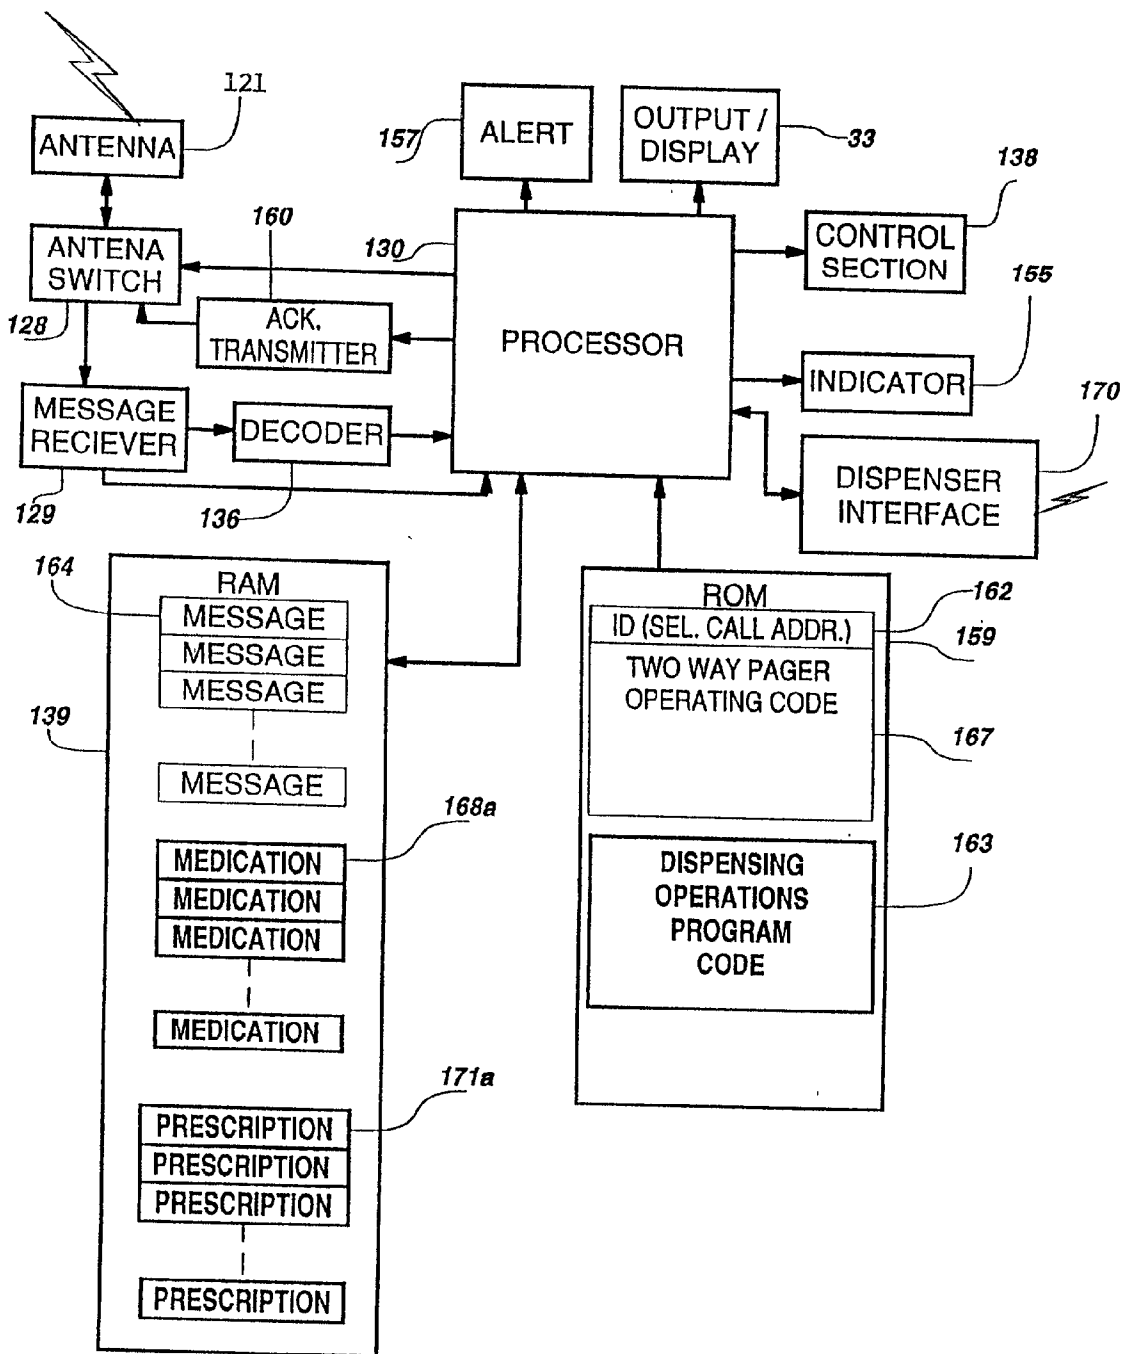 121
ANTENNA
157
ALERT
OUTPUT /
DISPLAY
33
138
160
130
ANTENA
SWITCH
CONTROL
SECTION
155
128
ACK.
TRANSMITTER
PROCESSOR
INDICATOR
170
MESSAGE
RECIEVER
DECODER
129
136
DISPENSER
INTERFACE
164
RAM
MESSAGE
MESSAGE
MESSAGE
139
MESSAGE
168a
MEDICATION
MEDICATION
MEDICATION
MEDICATION
171a
PRESCRIPTION
PRESCRIPTION
PRESCRIPTION
PRESCRIPTION
ROM
162
ID (SEL. CALL ADDR.)
159
TWO WAY PAGER
OPERATING CODE
167
163
DISPENSING
OPERATIONS
PROGRAM
CODE